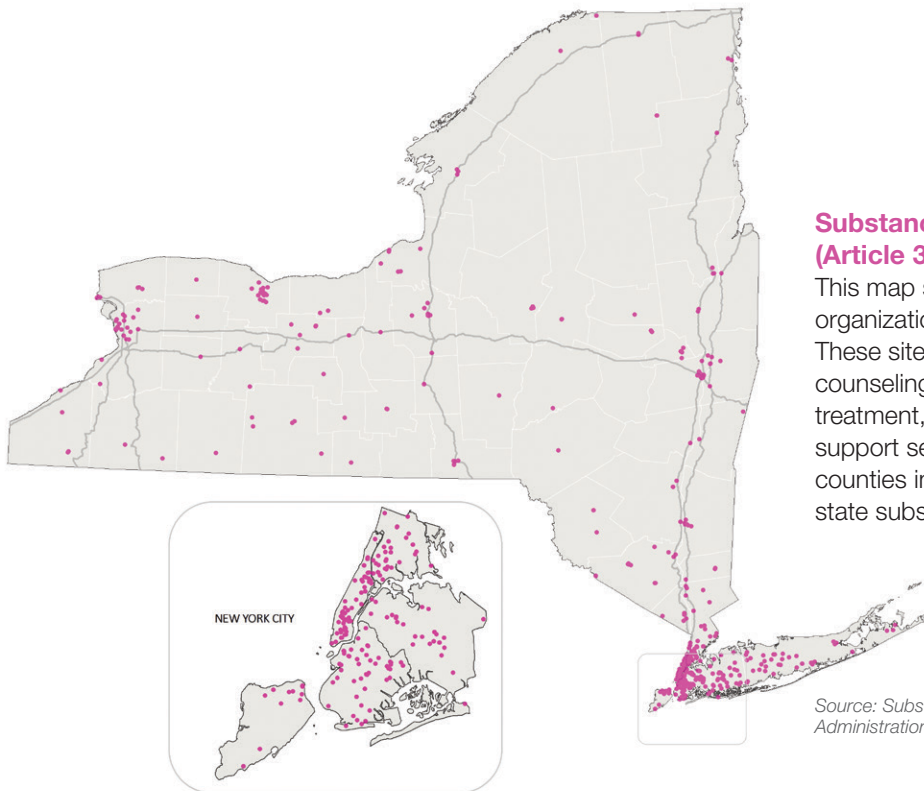 Substanc
(Article 3
This map s
organizatio
These site
counseling
treatment,
support se
counties in
state subs
NEW YORK CITY
Source: Subs
Administration